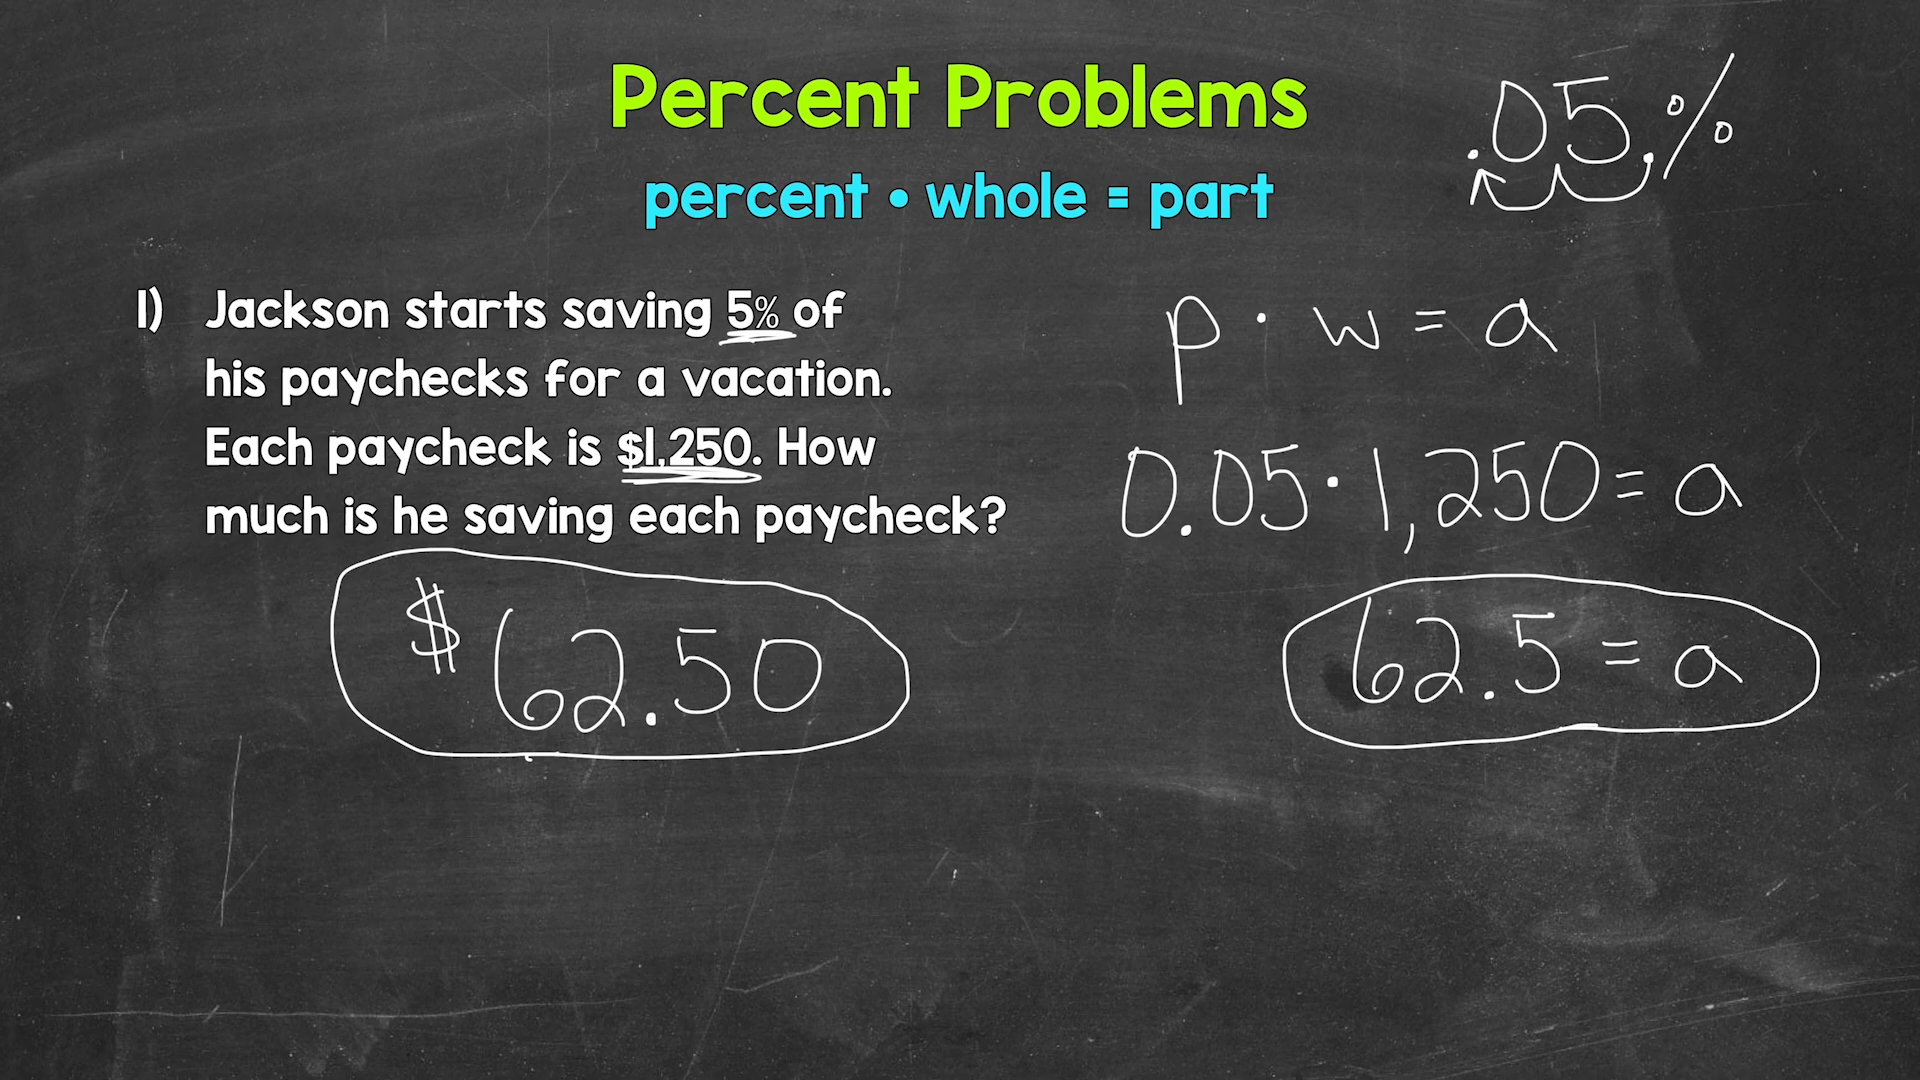 Percent Problems
percent • whole = part
.05.%
1) Jackson starts saving 5% of
his paychecks for a vacation.
Each paycheck is $1,250. How
much is he saving each paycheck?
$62.50
p · w = a
0.05 · 1,250 = a
62.5 = a